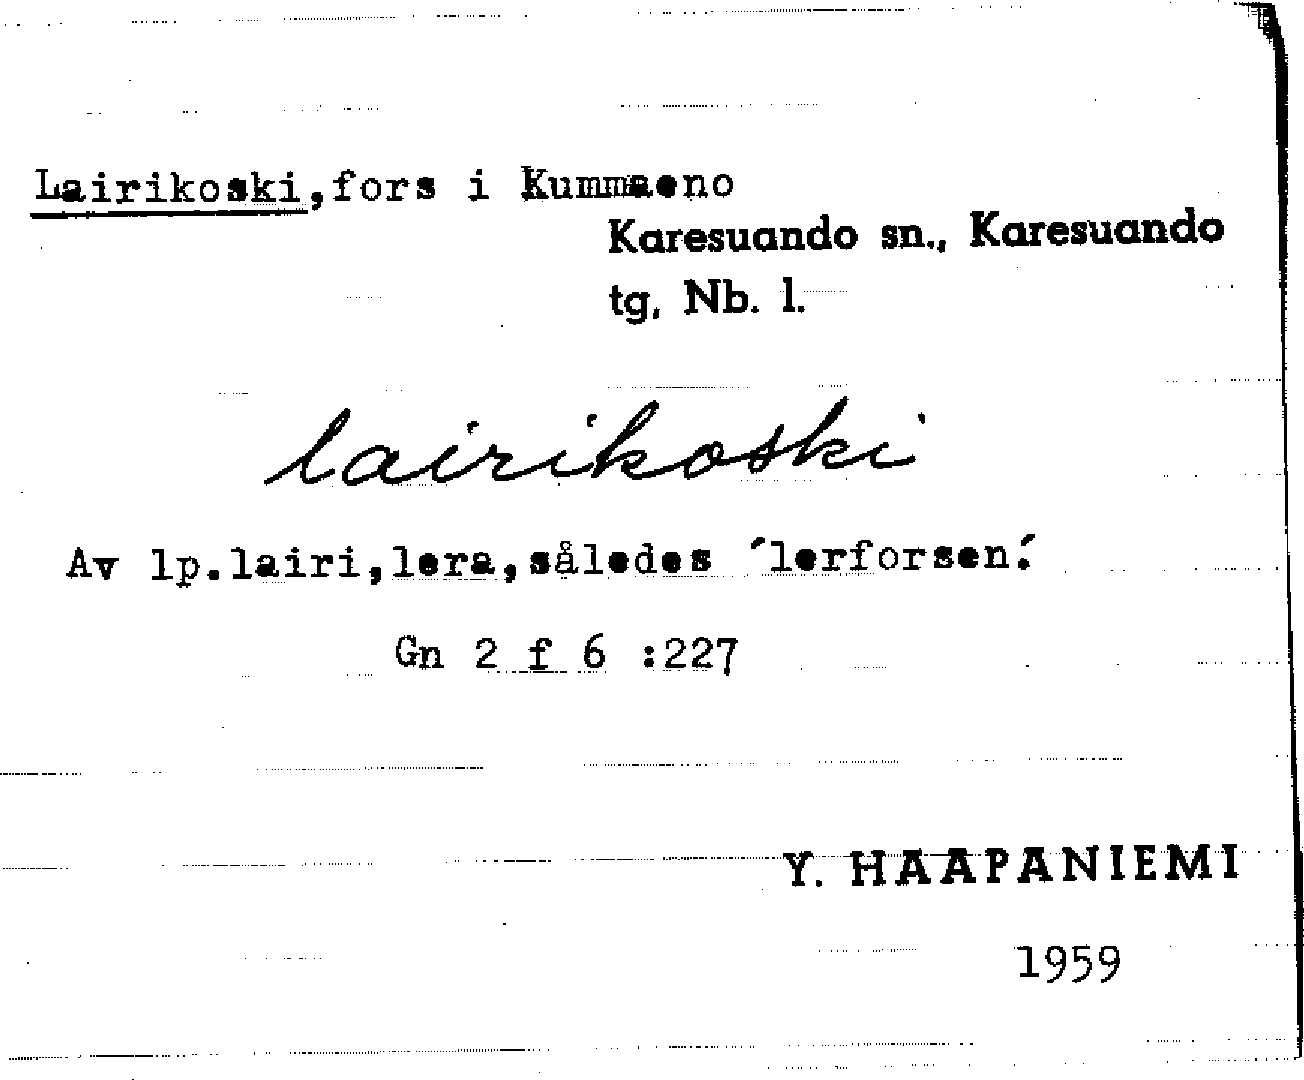 Lairikoski,fors i Kummaeno
Karesuando sn., Karesuando
tg, Nb. l.
lairikoski
Av lp.lairi,lera,således 'lerforsen.'
Gn 2 f 6 :227
Y. HAAPANIEMI
1959